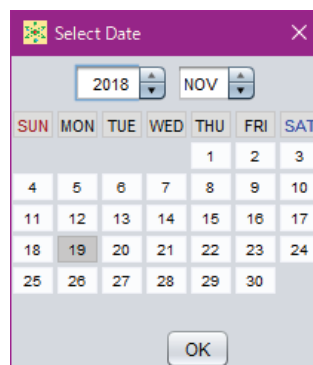 Select Date
2018 NOV
SUN MON TUE WED THU FRI SAT
1 2 3
4 5 6 7 8 9 10
11 12 13 14 15 16 17
18 19 20 21 22 23 24
25 26 27 28 29 30
OK